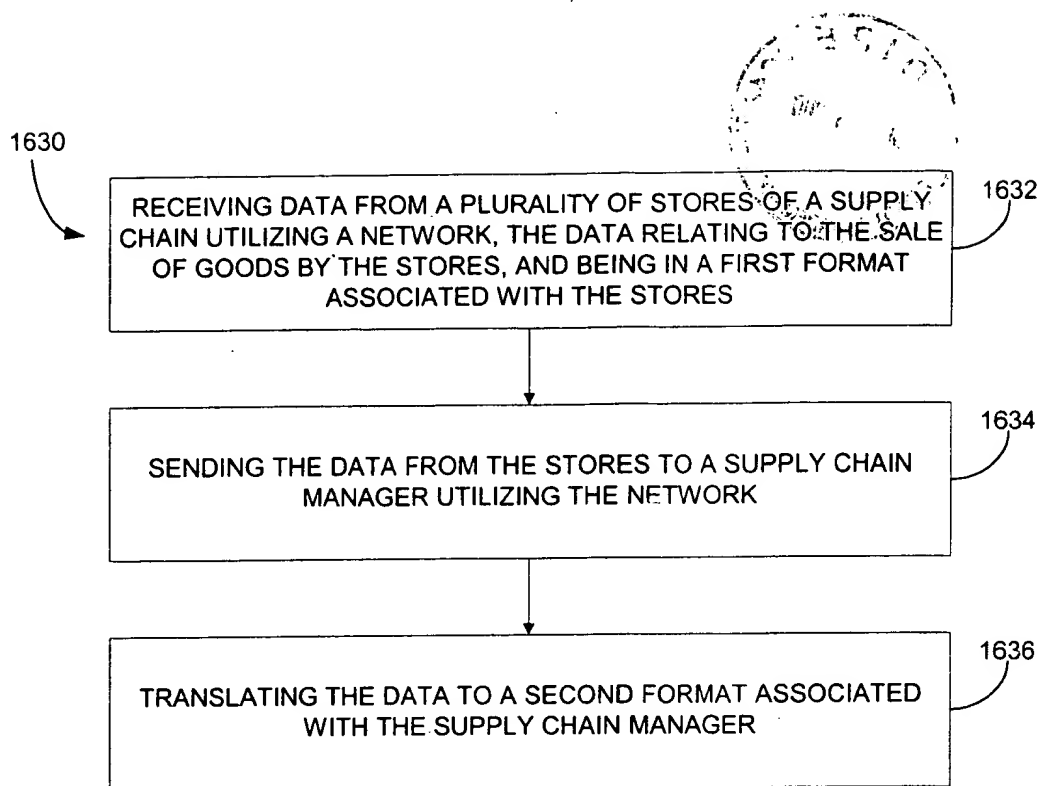 1630
RECEIVING DATA FROM A PLURALITY OF STORES OF A SUPPLY
CHAIN UTILIZING A NETWORK, THE DATA RELATING TO THE SALE
OF GOODS BY THE STORES, AND BEING IN A FIRST FORMAT
ASSOCIATED WITH THE STORES
1632
SENDING THE DATA FROM THE STORES TO A SUPPLY CHAIN
MANAGER UTILIZING THE NETWORK
1634
TRANSLATING THE DATA TO A SECOND FORMAT ASSOCIATED
WITH THE SUPPLY CHAIN MANAGER
1636